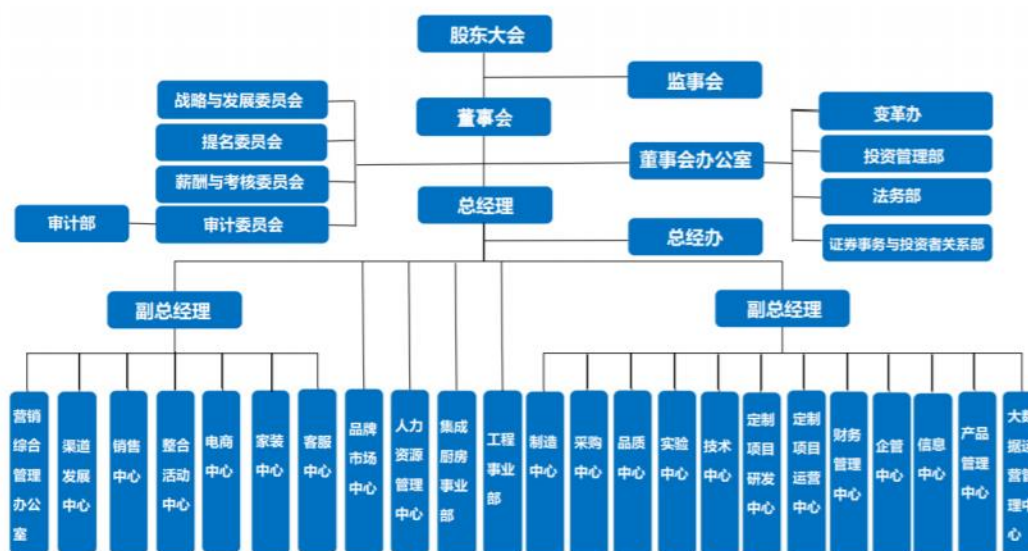 股东大会
监事会
战略与发展委员会
董事会
变革办
提名委员会
董事会办公室
投资管理部
薪酬与考核委员会
总经理
法务部
审计部
审计委员会
总经办
证券事务与投资者关系部
副总经理
副总经理
营销综合管理办公室
渠道发展中心
销售中心
整合活动中心
电商中心
家装中心
客服中心
品牌市场中心
人力资源管理中心
集成厨房事业部
工程事业部
制造中心
采购中心
品质中心
实验中心
技术中心
定制项目研发中心
定制项目运营中心
财务管理中心
企管中心
信息中心
产品管理中心
大数据运营管理中心